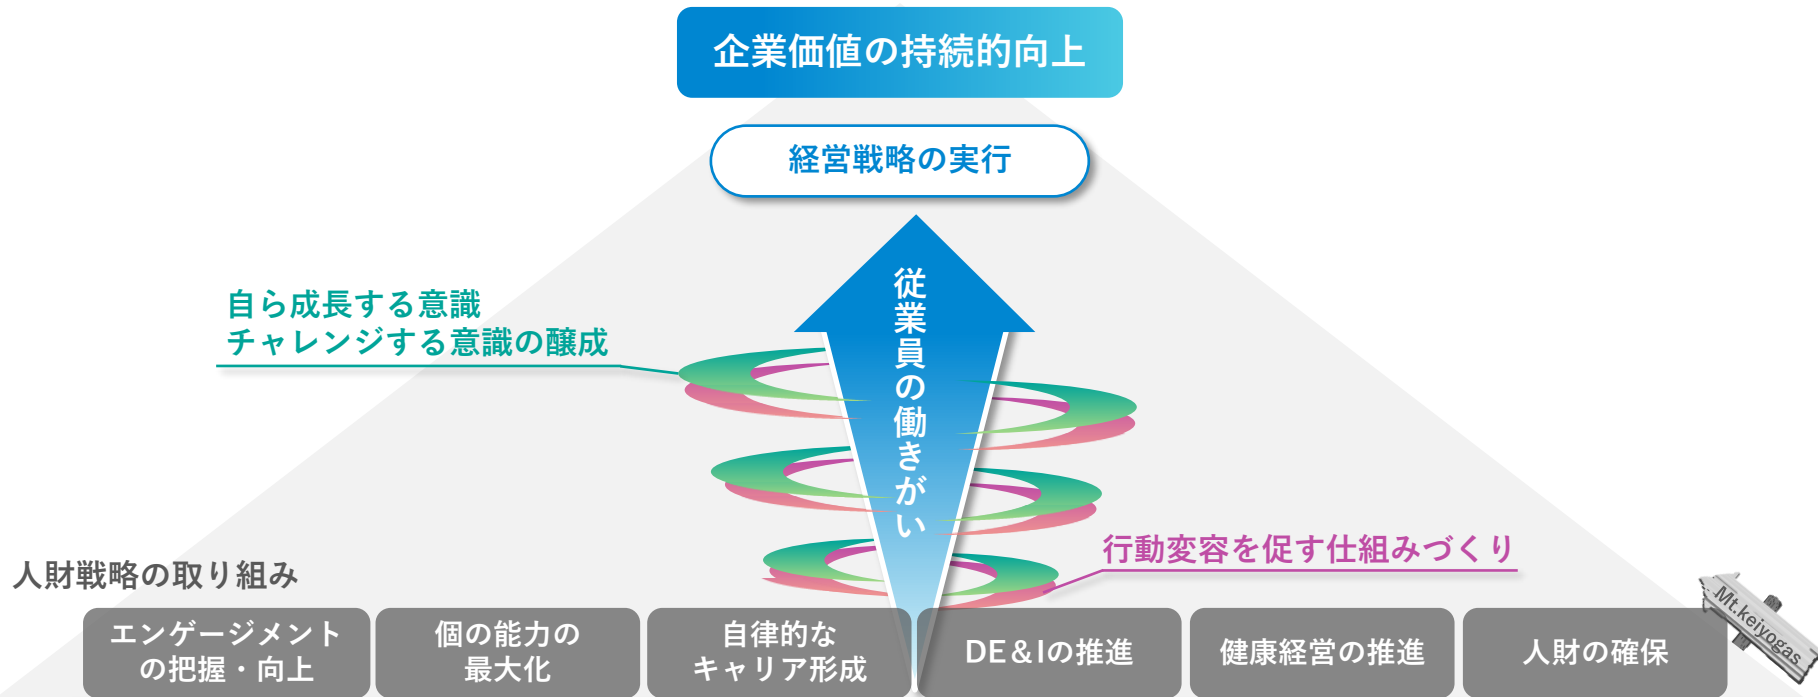 企業価値の持続的向上
経営戦略の実行
従業員の働きがい
自ら成長する意識
チャレンジする意識の醸成
行動変容を促す仕組みづくり
人財戦略の取り組み
エンゲージメント
の把握・向上
個の能力の
最大化
自律的な
キャリア形成
DE&Iの推進
健康経営の推進
人財の確保
Mt.keiyogas